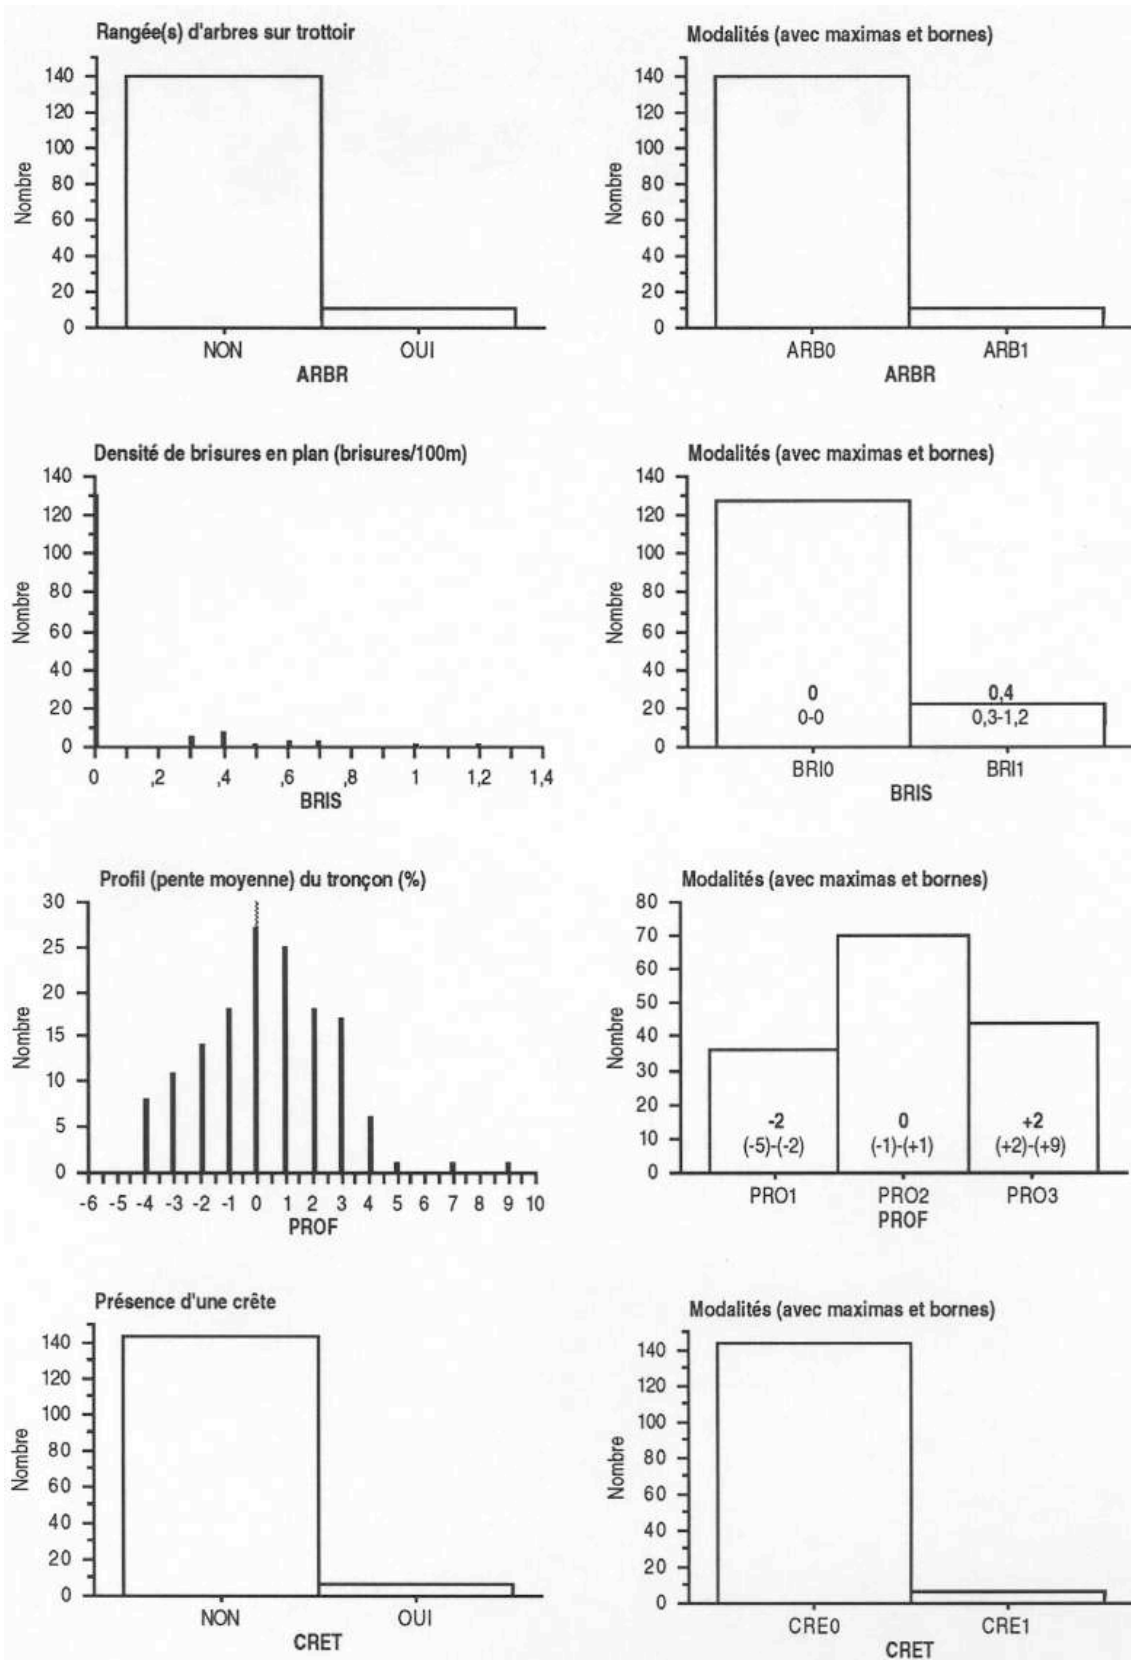 Rangée(s) d'arbres sur trottoir
140
120
100
80
60
40
20
0
Nombre
NON OUI
ARBR
Modalités (avec maximas et bornes)
140
120
100
80
60
40
20
0
Nombre
ARB0 ARB1
ARBR
Densité de brisures en plan (brisures/100m)
140
120
100
80
60
40
20
0
Nombre
0 ,2 ,4 ,6 ,8 1 1,2 1,4
BRIS
Modalités (avec maximas et bornes)
140
120
100
80
60
40
20
0
Nombre
0 0,4
0-0 0,3-1,2
BRI0 BRI1
BRIS
Profil (pente moyenne) du tronçon (%)
30
25
20
15
10
5
0
Nombre
-6 -5 -4 -3 -2 -1 0 1 2 3 4 5 6 7 8 9 10
PROF
Modalités (avec maximas et bornes)
80
70
60
50
40
30
20
10
0
Nombre
-2 0 +2
(-5)-(-2) (-1)-(+1) (+2)-(+9)
PRO1 PRO2 PRO3
PROF
Présence d'une crête
140
120
100
80
60
40
20
0
Nombre
NON OUI
CRET
Modalités (avec maximas et bornes)
140
120
100
80
60
40
20
0
Nombre
CRE0 CRE1
CRET